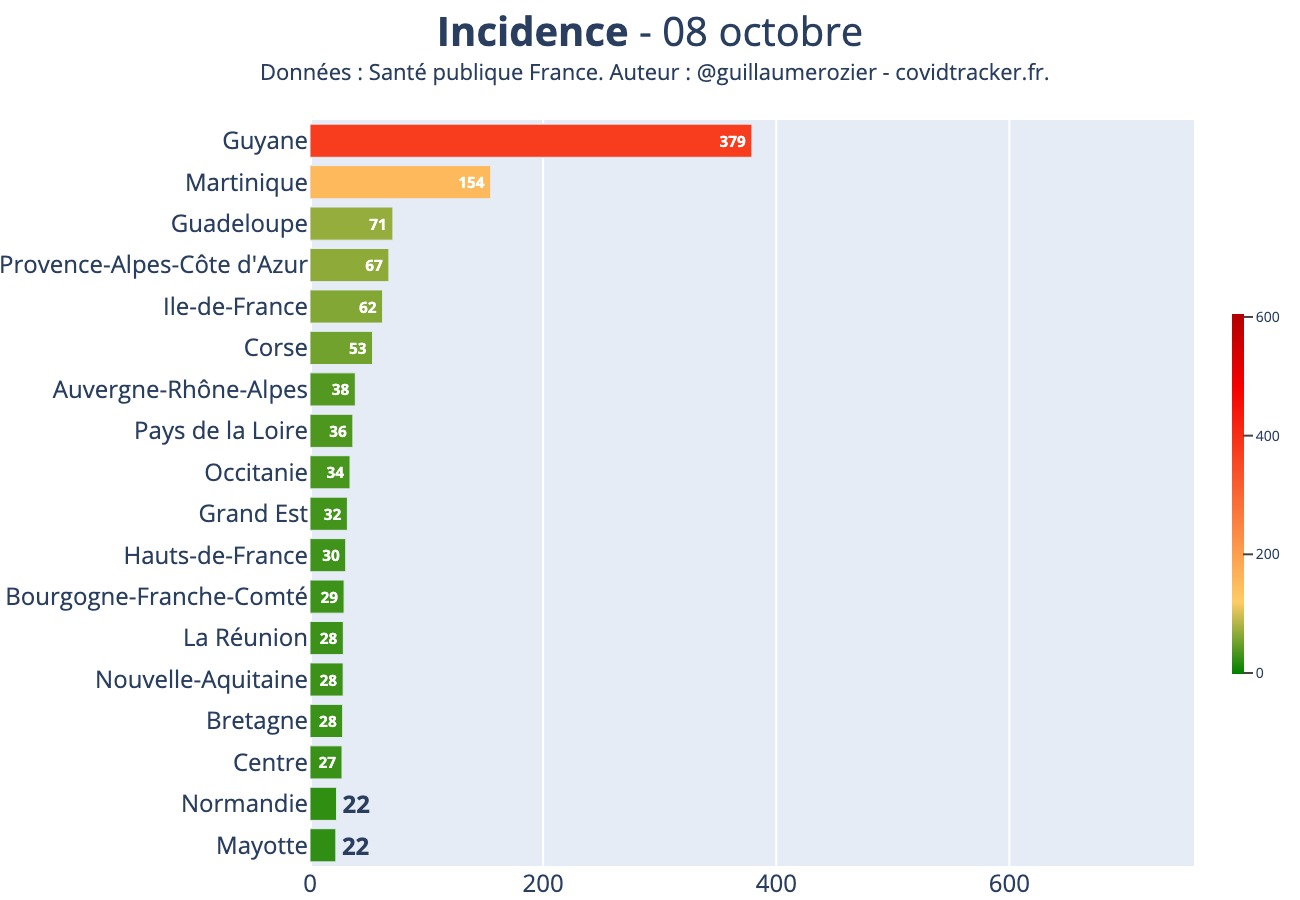 Incidence - 08 octobre
Données : Santé publique France. Auteur : @guillaumerozier - covidtracker.fr.
Guyane 379
Martinique 154
Guadeloupe 71
Provence-Alpes-Côte d'Azur 67
Ile-de-France 62
Corse 53
Auvergne-Rhône-Alpes 38
Pays de la Loire 36
Occitanie 34
Grand Est 32
Hauts-de-France 30
Bourgogne-Franche-Comté 29
La Réunion 28
Nouvelle-Aquitaine 28
Bretagne 28
Centre 27
Normandie 22
Mayotte 22
0 200 400 600
600
400
200
0